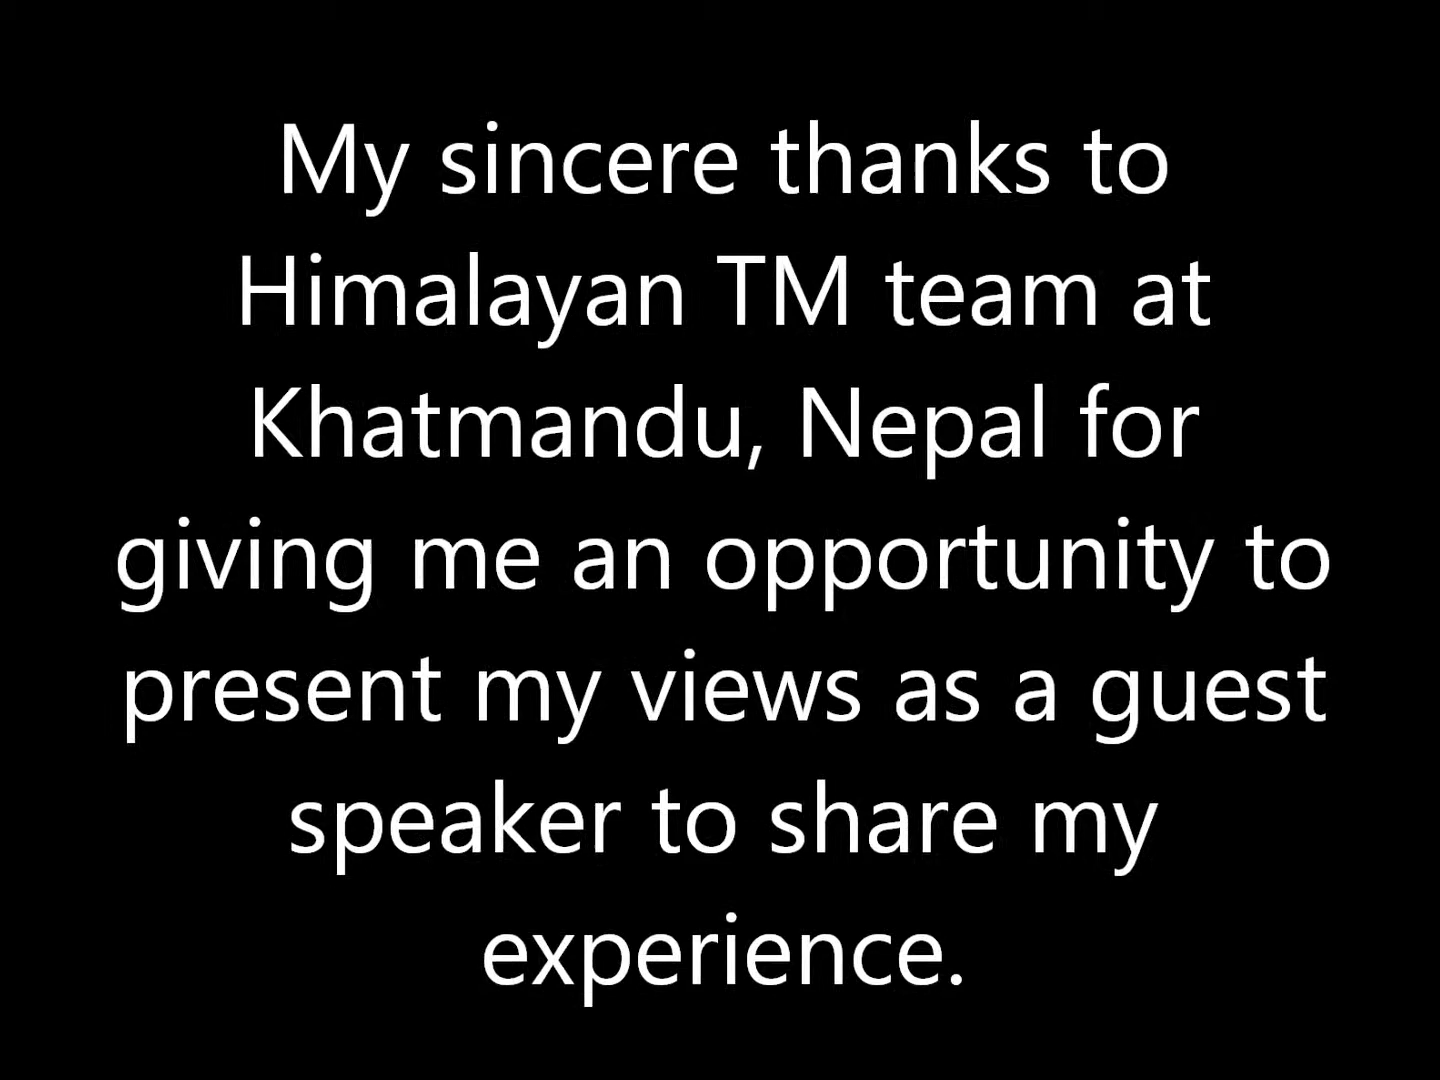 My sincere thanks to
Himalayan TM team at
Khatmandu, Nepal for
giving me an opportunity to
present my views as a guest
speaker to share my
experience.